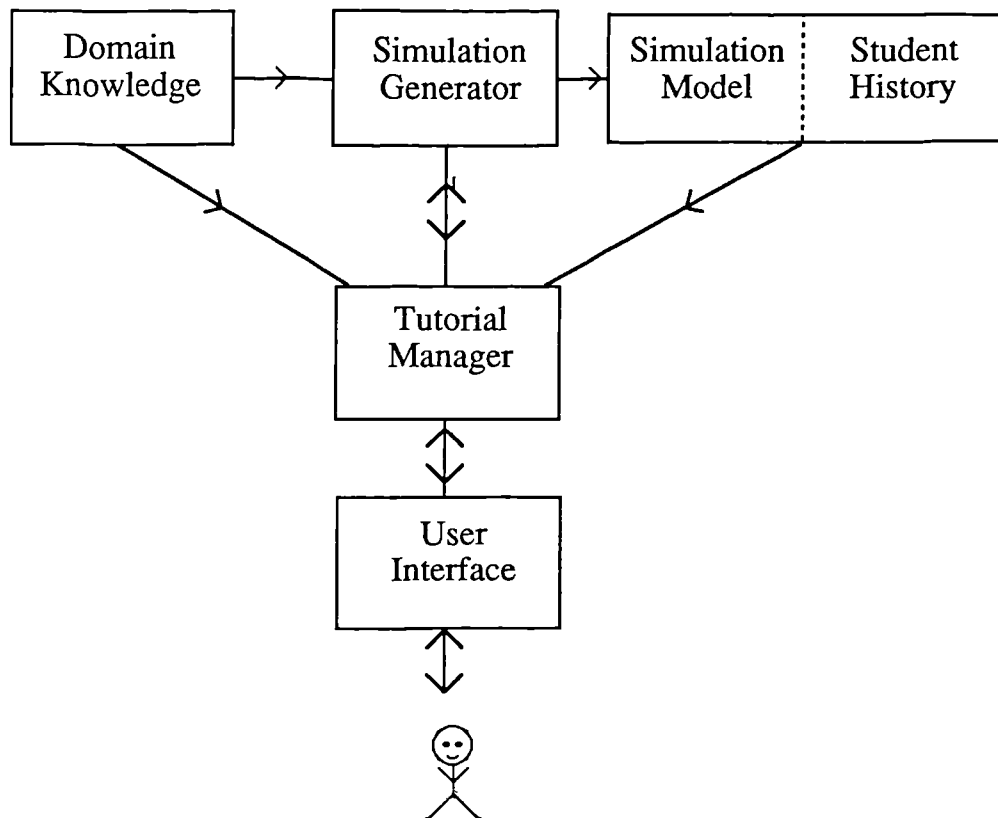 Domain
Knowledge
Simulation
Generator
Simulation
Model
Student
History
Tutorial
Manager
User
Interface